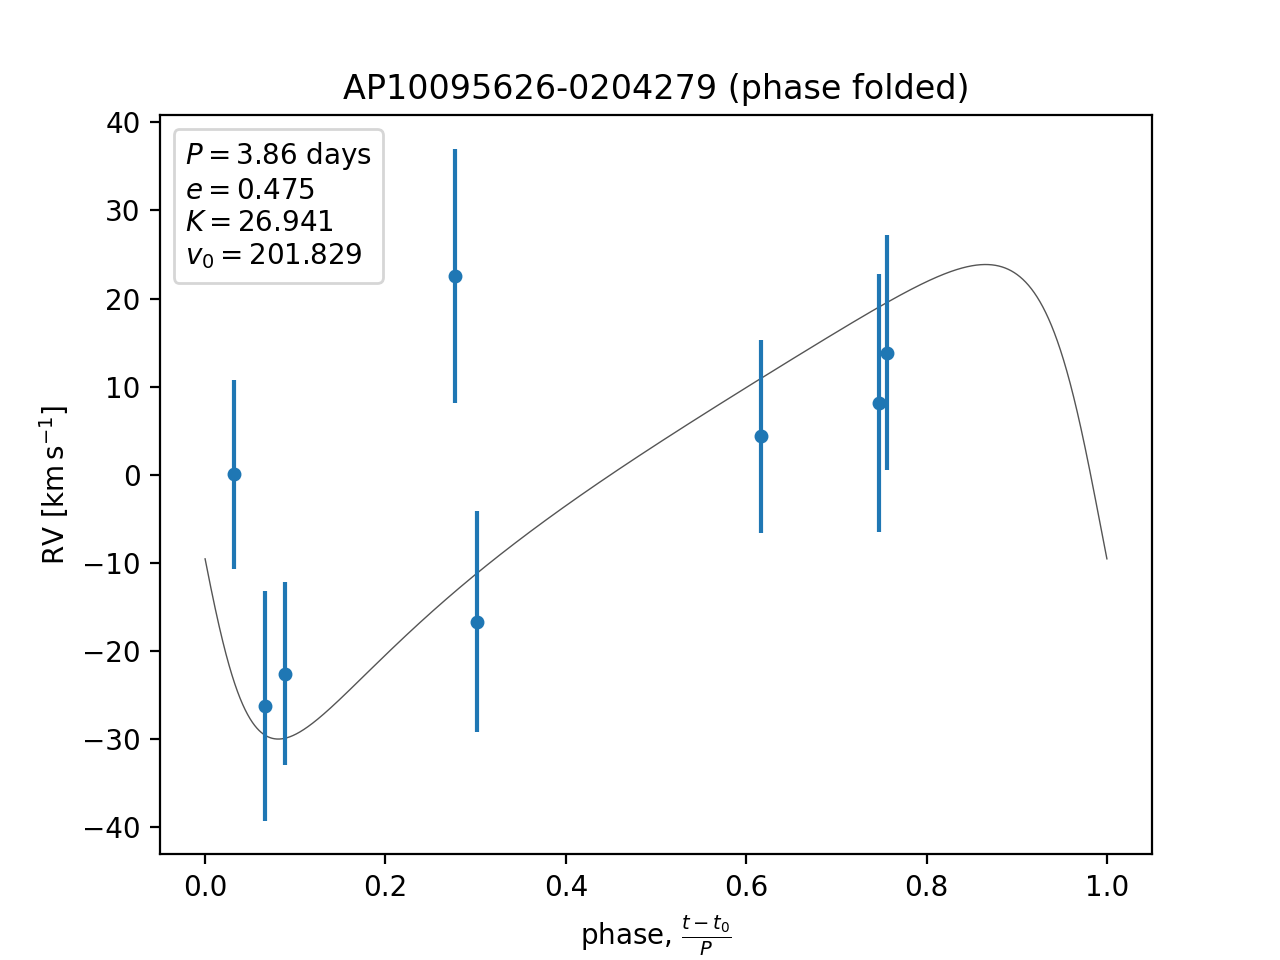 AP10095626-0204279 (phase folded)
P = 3.86 days
e = 0.475
K = 26.941
v₀ = 201.829
RV [km s⁻¹]
40
30
20
10
0
−10
−20
−30
−40
0.0 0.2 0.4 0.6 0.8 1.0
phase, (t − t₀)/P